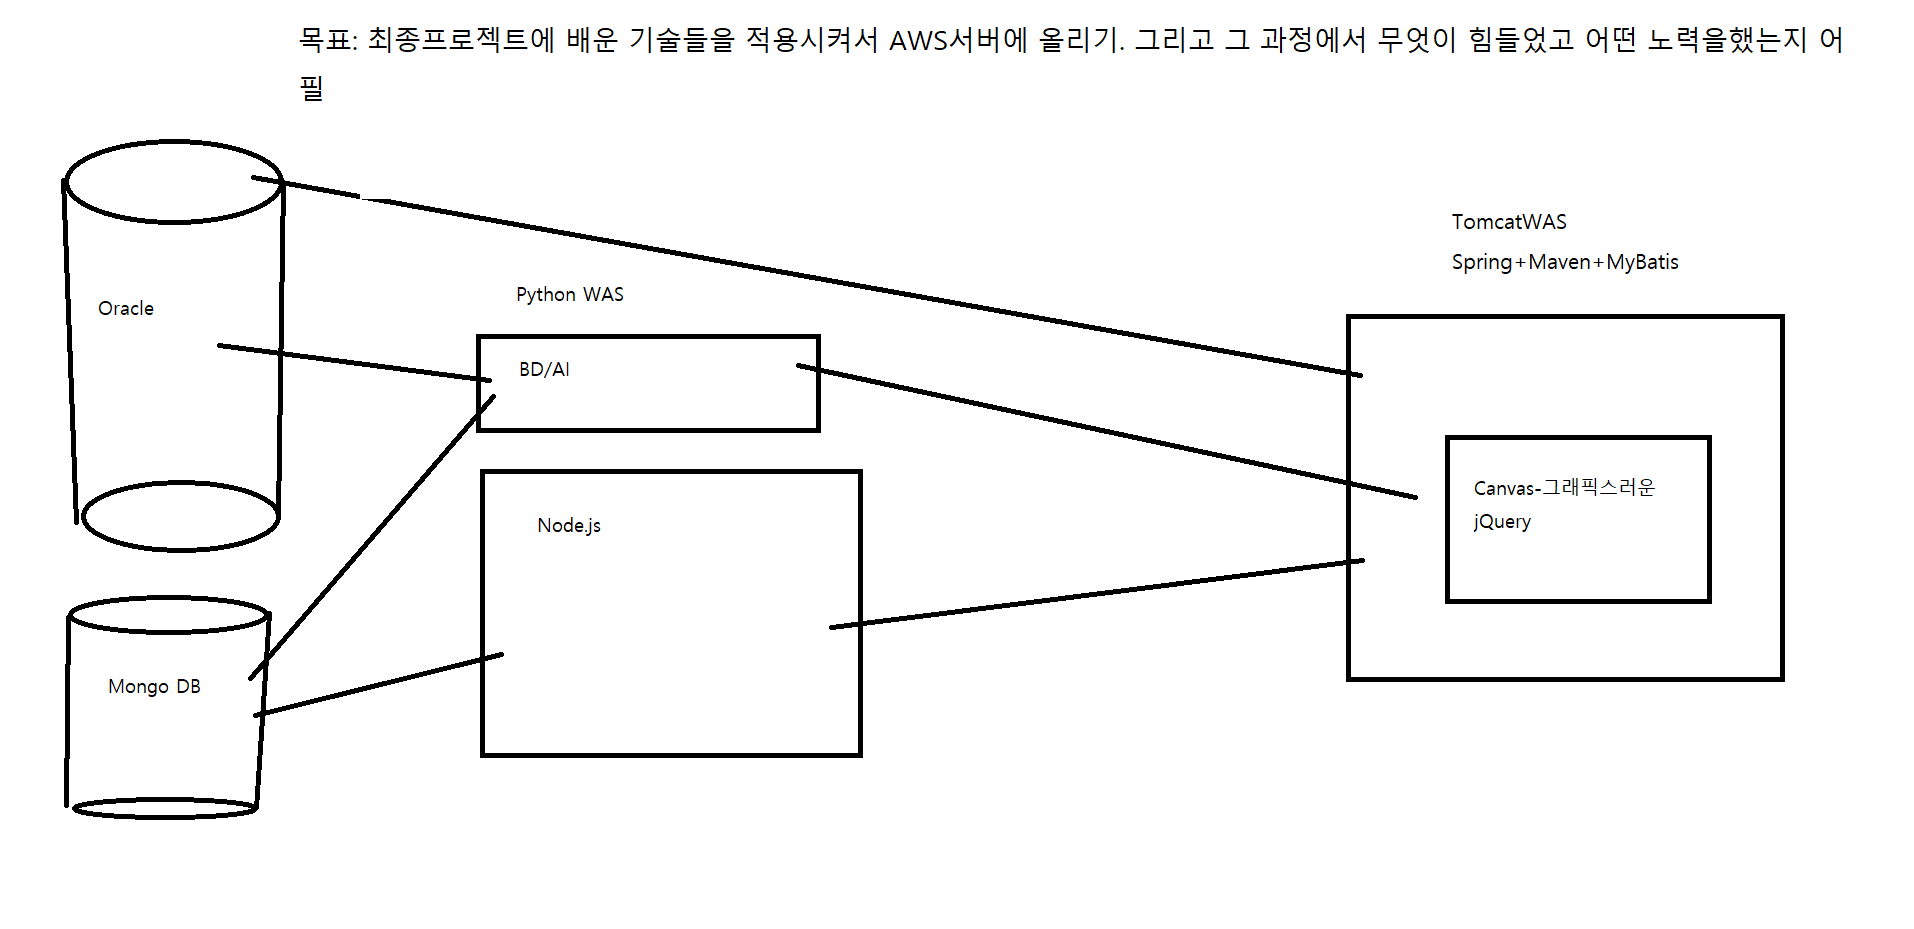 목표: 최종프로젝트에 배운 기술들을 적용시켜서 AWS서버에 올리기. 그리고 그 과정에서 무엇이 힘들었고 어떤 노력을했는지 어
필
TomcatWAS
Spring+Maven+MyBatis
Python WAS
Oracle
BD/AI
Canvas-그래픽스러운
jQuery
Node.js
Mongo DB